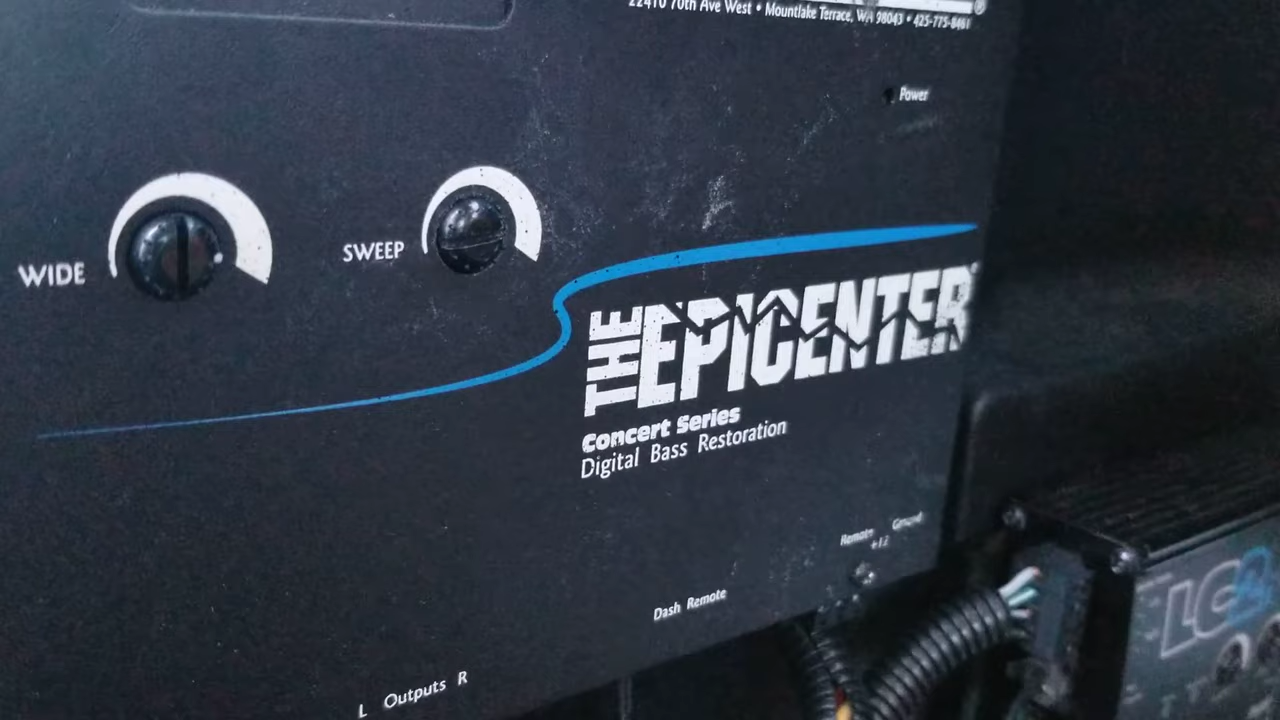 22410 70th Ave West • Mountlake Terrace, WA 98043 • 425-775-8461
Power
WIDE
SWEEP
THE EPICENTER
Concert Series
Digital Bass Restoration
Remote Ground
+12
Dash Remote
L Outputs R
LC2